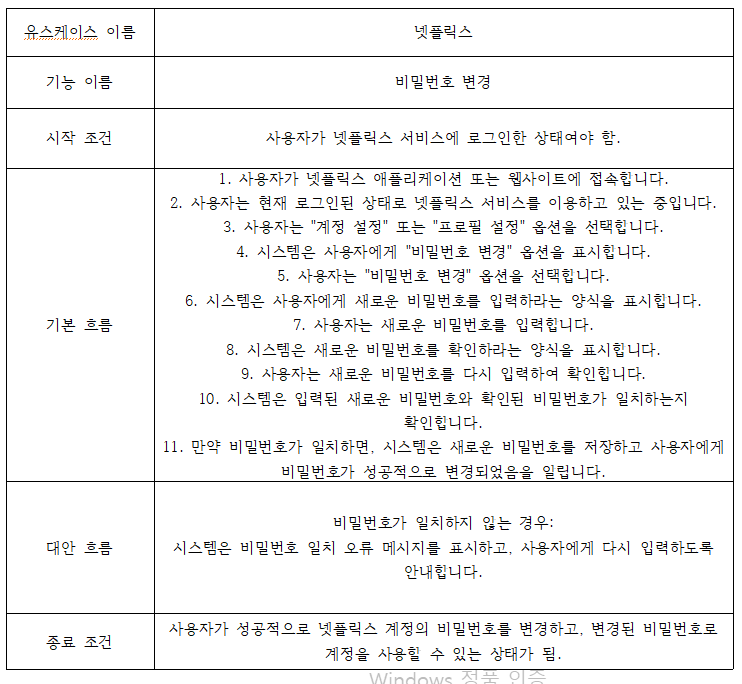 유스케이스 이름
넷플릭스
기능 이름
비밀번호 변경
시작 조건
사용자가 넷플릭스 서비스에 로그인한 상태여야 함.
기본 흐름
1. 사용자가 넷플릭스 애플리케이션 또는 웹사이트에 접속합니다.
2. 사용자는 현재 로그인된 상태로 넷플릭스 서비스를 이용하고 있는 중입니다.
3. 사용자는 "계정 설정" 또는 "프로필 설정" 옵션을 선택합니다.
4. 시스템은 사용자에게 "비밀번호 변경" 옵션을 표시합니다.
5. 사용자는 "비밀번호 변경" 옵션을 선택합니다.
6. 시스템은 사용자에게 새로운 비밀번호를 입력하라는 양식을 표시합니다.
7. 사용자는 새로운 비밀번호를 입력합니다.
8. 시스템은 새로운 비밀번호를 확인하라는 양식을 표시합니다.
9. 사용자는 새로운 비밀번호를 다시 입력하여 확인합니다.
10. 시스템은 입력된 새로운 비밀번호와 확인된 비밀번호가 일치하는지
확인합니다.
11. 만약 비밀번호가 일치하면, 시스템은 새로운 비밀번호를 저장하고 사용자에게
비밀번호가 성공적으로 변경되었음을 알립니다.
대안 흐름
비밀번호가 일치하지 않는 경우:
시스템은 비밀번호 일치 오류 메시지를 표시하고, 사용자에게 다시 입력하도록
안내합니다.
종료 조건
사용자가 성공적으로 넷플릭스 계정의 비밀번호를 변경하고, 변경된 비밀번호로
계정을 사용할 수 있는 상태가 됨.
Windows 정품 인증